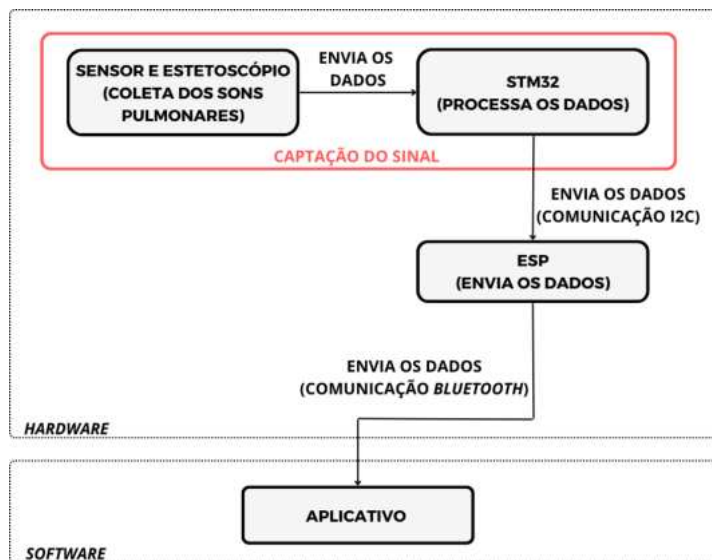 SENSOR E ESTETOSCÓPIO
(COLETA DOS SONS
PULMONARES)
ENVIA OS
DADOS
STM32
(PROCESSA OS DADOS)
CAPTAÇÃO DO SINAL
ENVIA OS DADOS
(COMUNICAÇÃO I2C)
ESP
(ENVIA OS DADOS)
ENVIA OS DADOS
(COMUNICAÇÃO BLUETOOTH)
HARDWARE
APLICATIVO
SOFTWARE